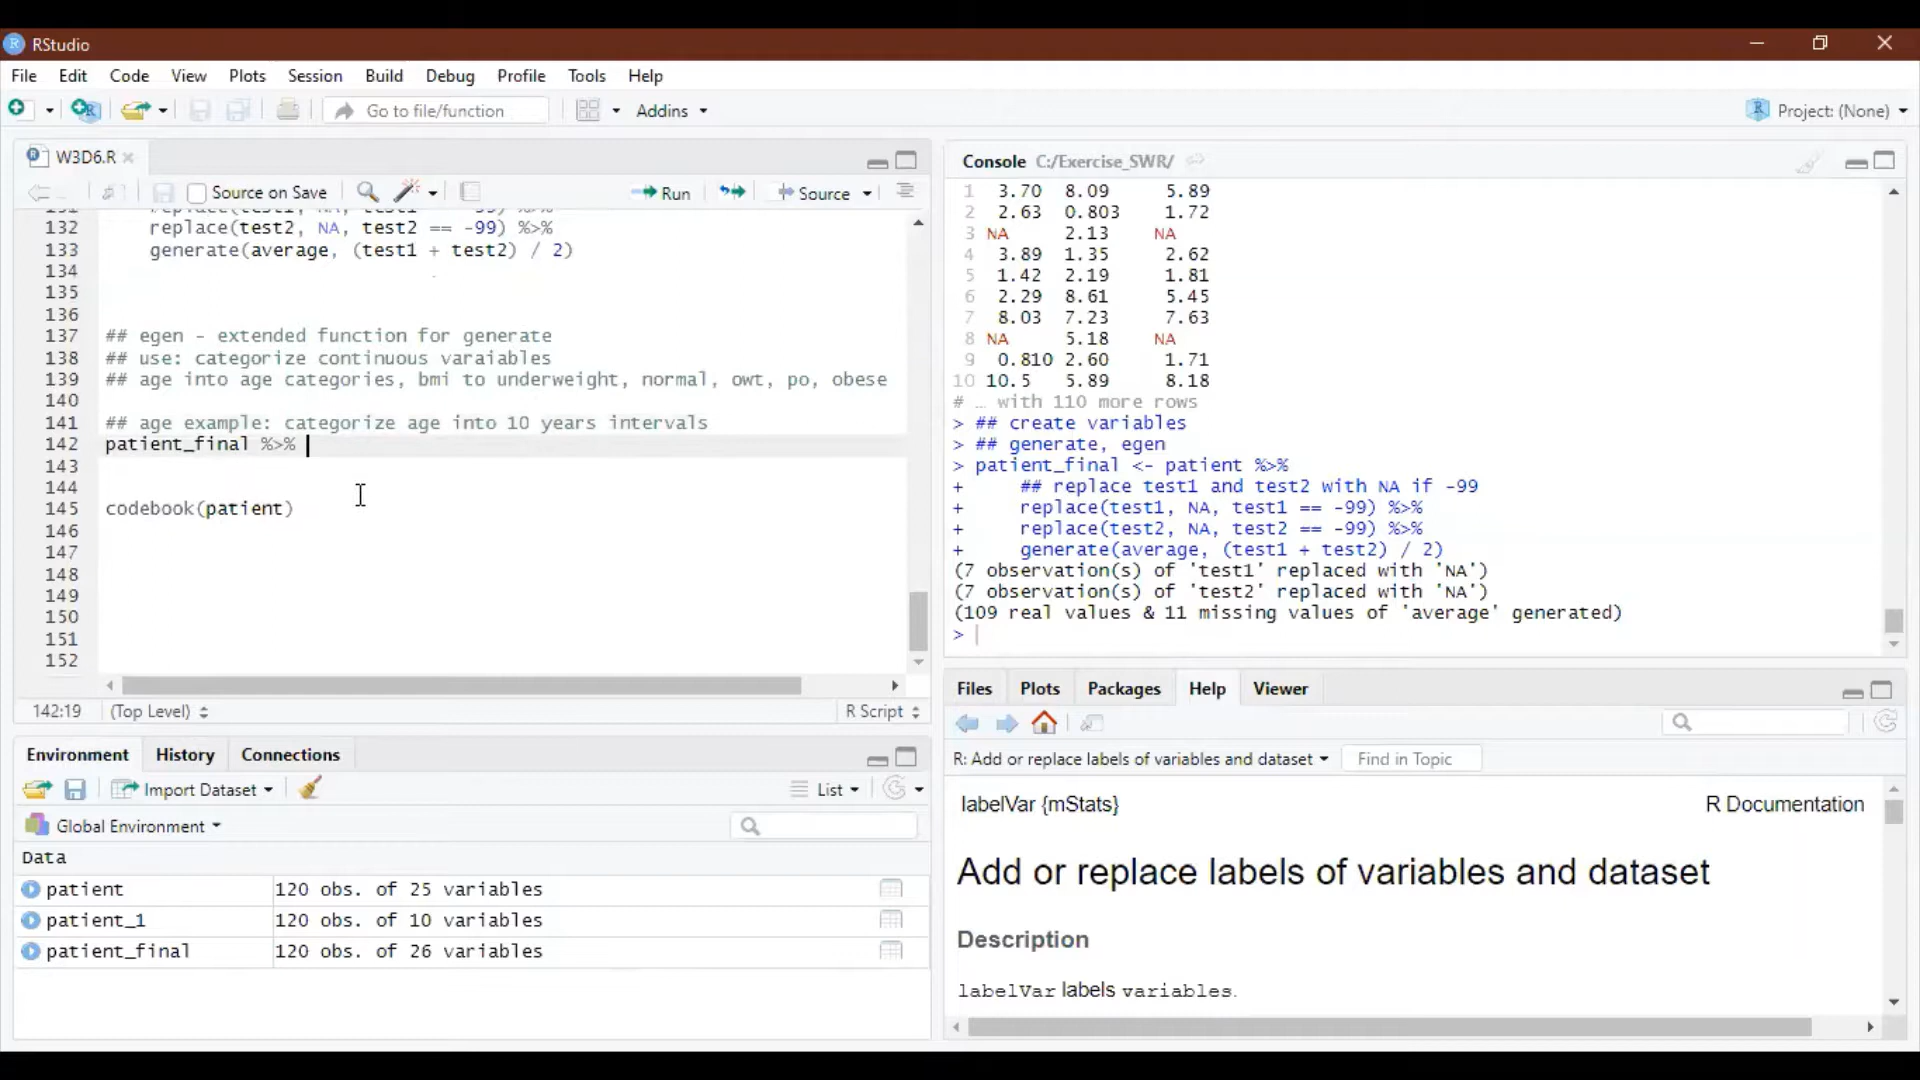 RStudio
File Edit Code View Plots Session Build Debug Profile Tools Help
Go to file/function Addins Project: (None)
W3D6.R
Source on Save Run Source
132 replace(test2, NA, test2 == -99) %>%
133 generate(average, (test1 + test2) / 2)
134
135
136
137 ## egen - extended function for generate
138 ## use: categorize continuous varaiables
139 ## age into age categories, bmi to underweight, normal, owt, po, obese
140
141 ## age example: categorize age into 10 years intervals
142 patient_final %>%
143
144
145 codebook(patient)
146
147
148
149
150
151
152
142:19 (Top Level) R Script
Environment History Connections
Import Dataset List
Global Environment
Data
patient 120 obs. of 25 variables
patient_1 120 obs. of 10 variables
patient_final 120 obs. of 26 variables
Console C:/Exercise_SWR/
1 3.70 8.09 5.89
2 2.63 0.803 1.72
3 NA 2.13 NA
4 3.89 1.35 2.62
5 1.42 2.19 1.81
6 2.29 8.61 5.45
7 8.03 7.23 7.63
8 NA 5.18 NA
9 0.810 2.60 1.71
10 10.5 5.89 8.18
# … with 110 more rows
> ## create variables
> ## generate, egen
> patient_final <- patient %>%
+ ## replace test1 and test2 with NA if -99
+ replace(test1, NA, test1 == -99) %>%
+ replace(test2, NA, test2 == -99) %>%
+ generate(average, (test1 + test2) / 2)
(7 observation(s) of 'test1' replaced with 'NA')
(7 observation(s) of 'test2' replaced with 'NA')
(109 real values & 11 missing values of 'average' generated)
>
Files Plots Packages Help Viewer
R: Add or replace labels of variables and dataset Find in Topic
labelVar {mStats} R Documentation
Add or replace labels of variables and dataset
Description
labelVar labels variables.